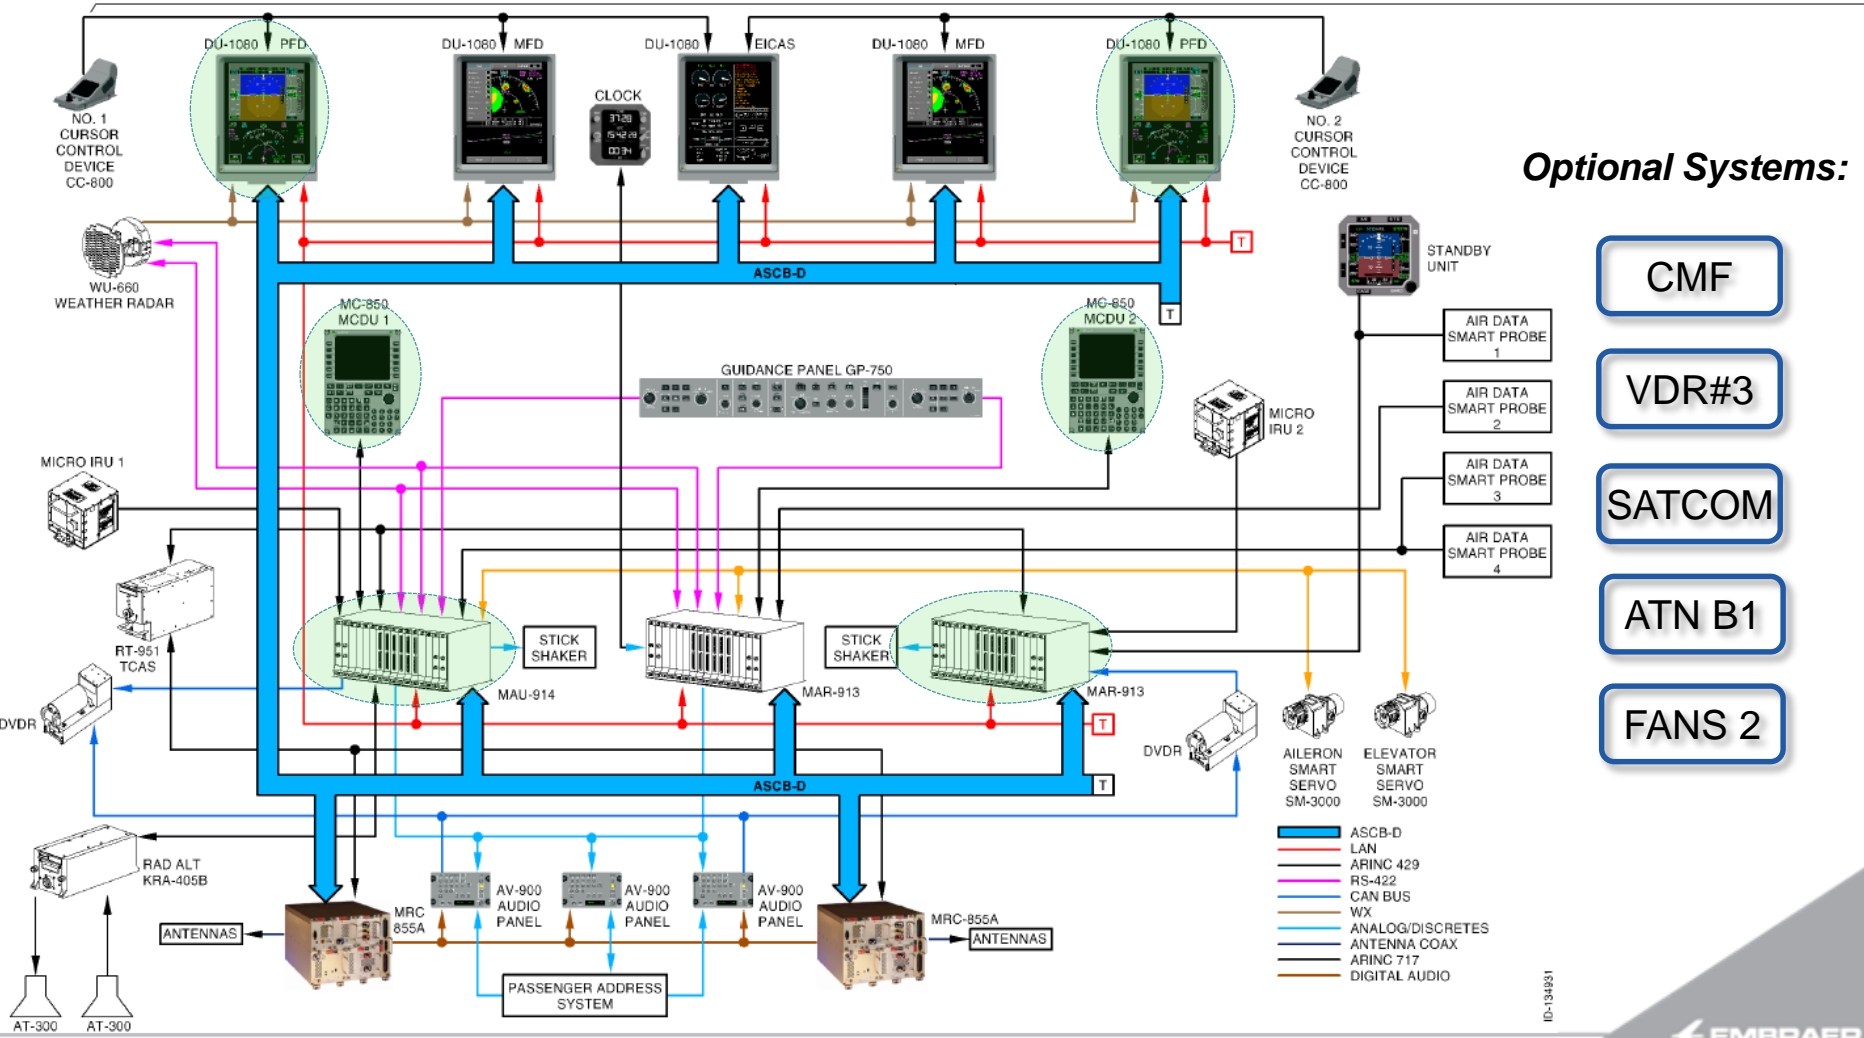 DU-1080 PFD
DU-1080 MFD
DU-1080 EICAS
DU-1080 MFD
DU-1080 PFD
NO. 1
CURSOR
CONTROL
DEVICE
CC-800
CLOCK
NO. 2
CURSOR
CONTROL
DEVICE
CC-800
Optional Systems:
CMF
VDR#3
SATCOM
ATN B1
FANS 2
T
WU-660
WEATHER RADAR
ASCB-D
T
STANDBY
UNIT
MC-850
MCDU 1
MC-850
MCDU 2
AIR DATA
SMART PROBE
1
AIR DATA
SMART PROBE
2
AIR DATA
SMART PROBE
3
AIR DATA
SMART PROBE
4
GUIDANCE PANEL GP-750
MICRO
IRU 2
MICRO IRU 1
RT-951
TCAS
STICK
SHAKER
STICK
SHAKER
MAU-914
MAR-913
MAR-913
DVDR
T
DVDR
AILERON
SMART
SERVO
SM-3000
ELEVATOR
SMART
SERVO
SM-3000
ASCB-D
T
RAD ALT
KRA-405B
MRC
855A
AV-900
AUDIO
PANEL
AV-900
AUDIO
PANEL
AV-900
AUDIO
PANEL
MRC-855A
ANTENNAS
ANTENNAS
PASSENGER ADDRESS
SYSTEM
AT-300
AT-300
ASCB-D
LAN
ARINC 429
RS-422
CAN BUS
WX
ANALOG/DISCRETES
ANTENNA COAX
ARINC 717
DIGITAL AUDIO
ID-134931
EMBRAER